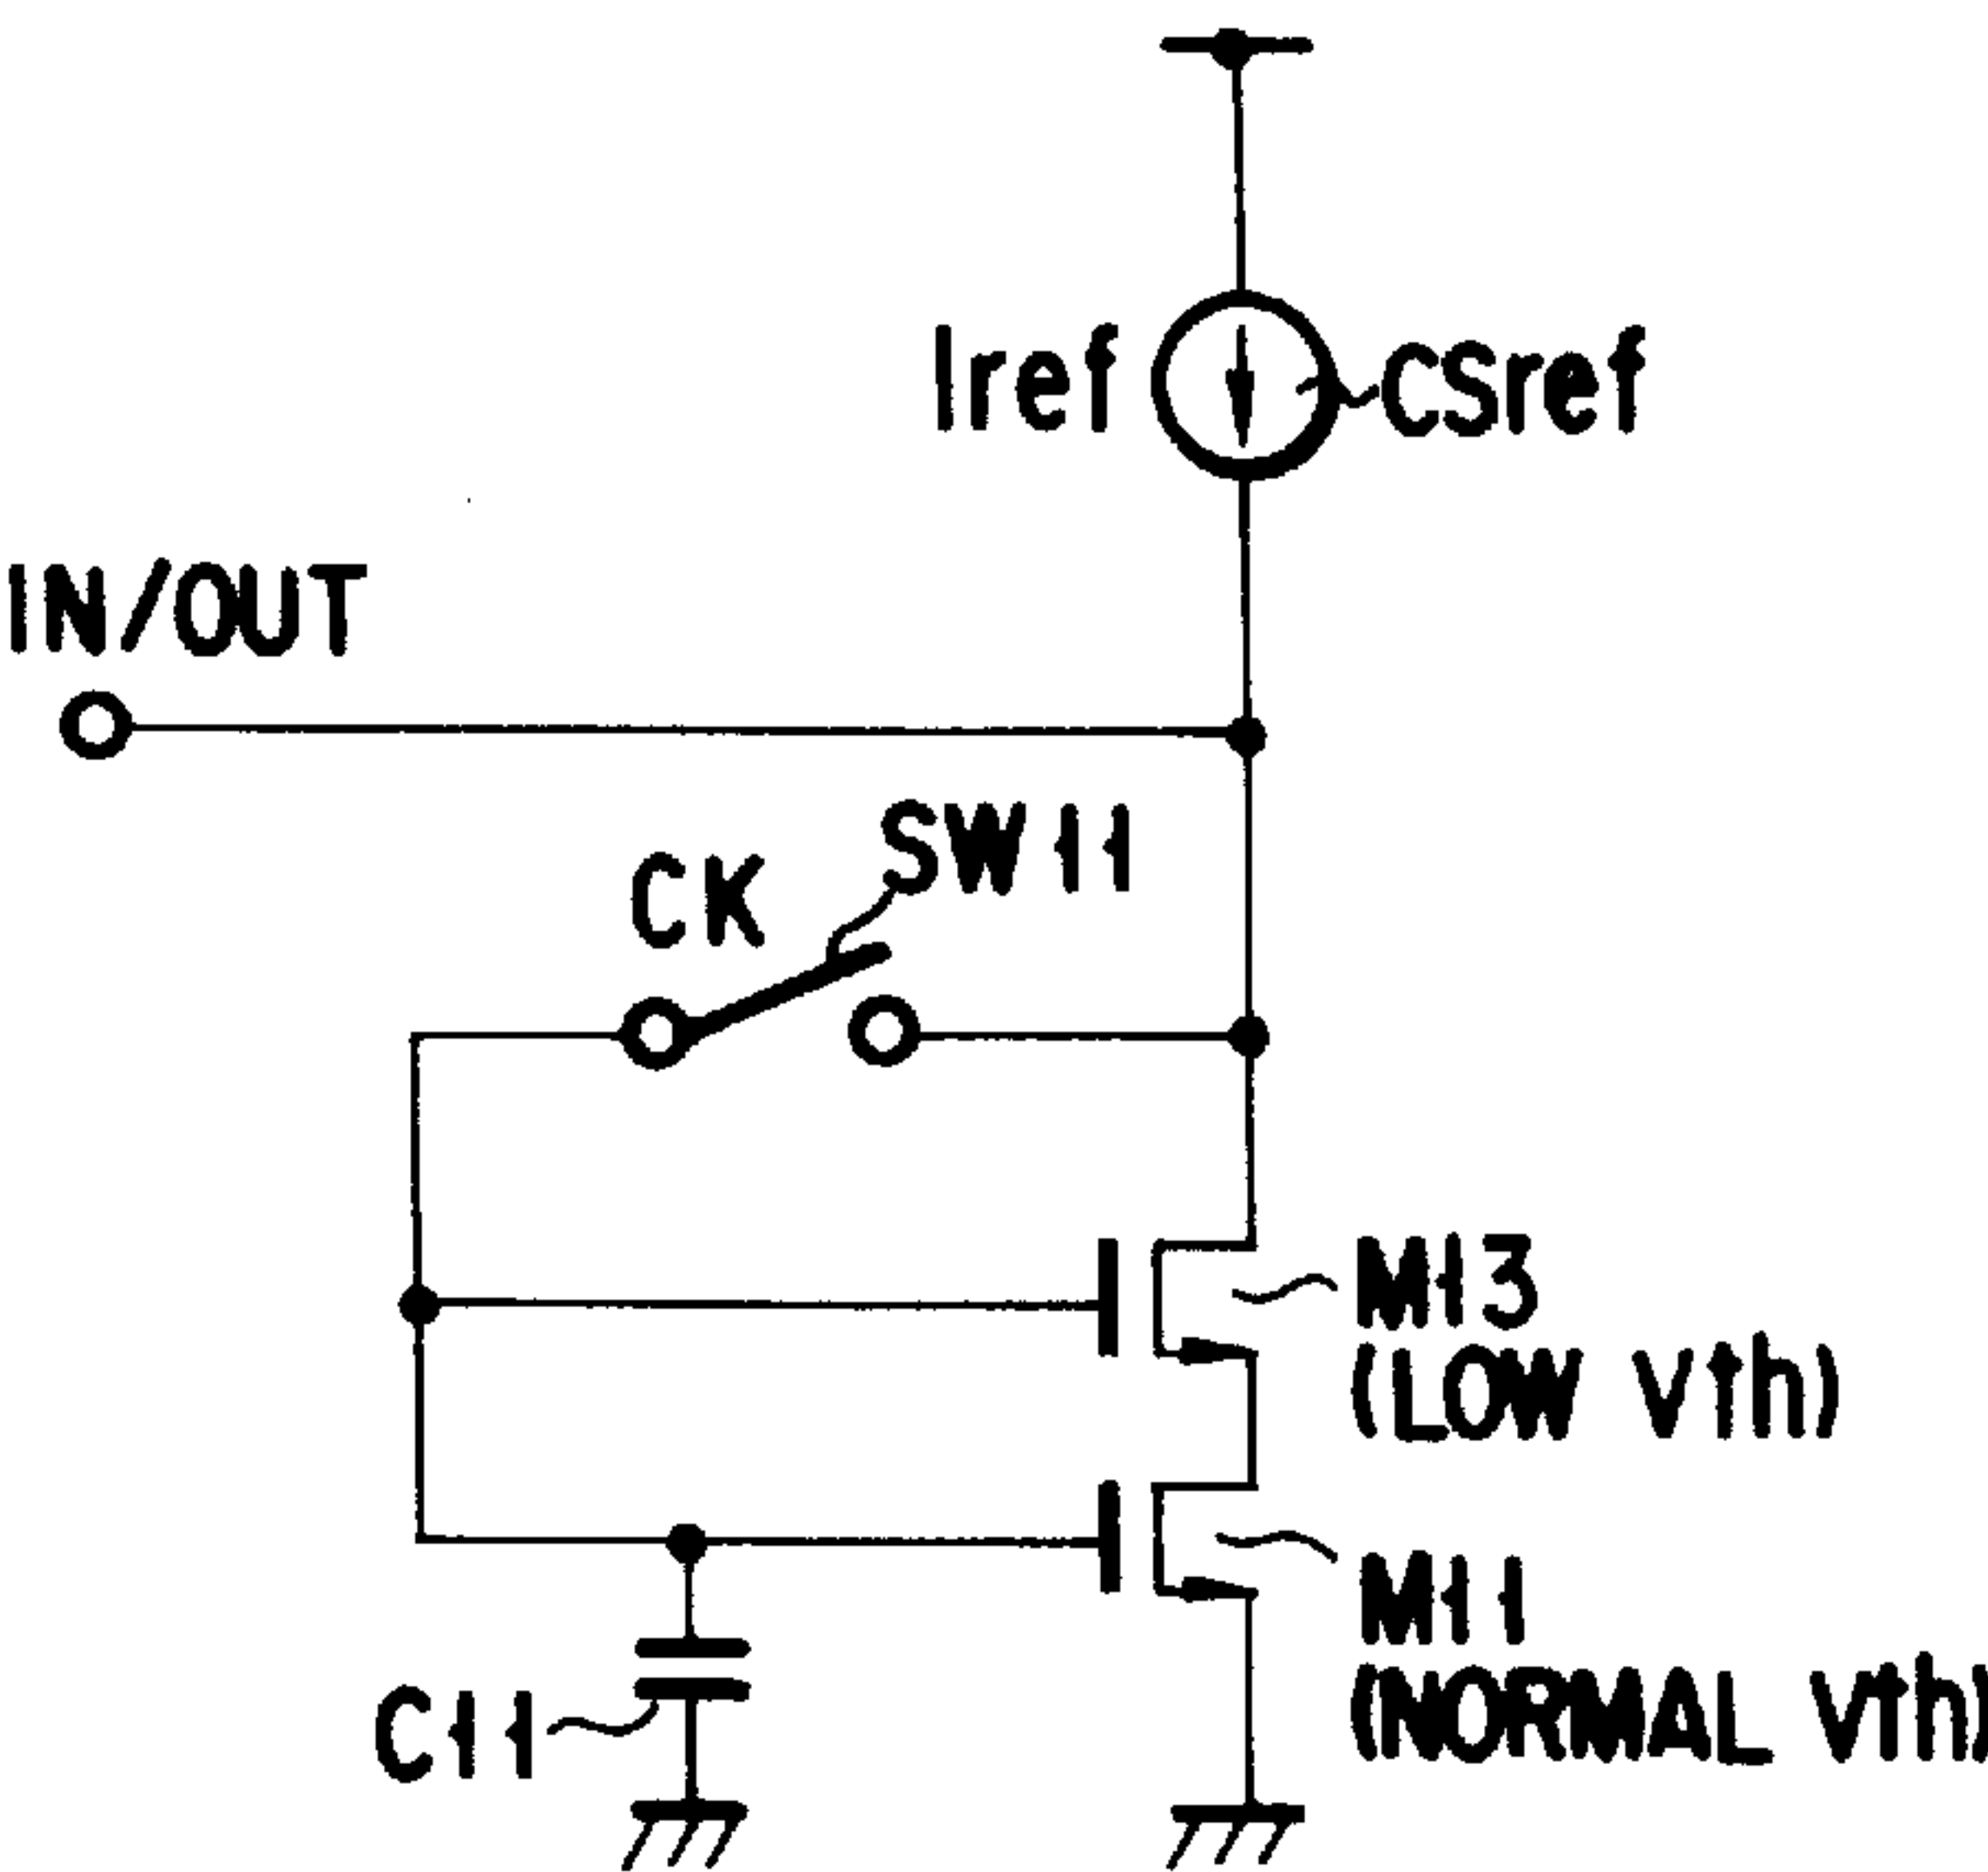 Iref
CSref
IN/OUT
SW11
CK
M13
(LOW Vth)
M11
(NORMAL Vth)
C11